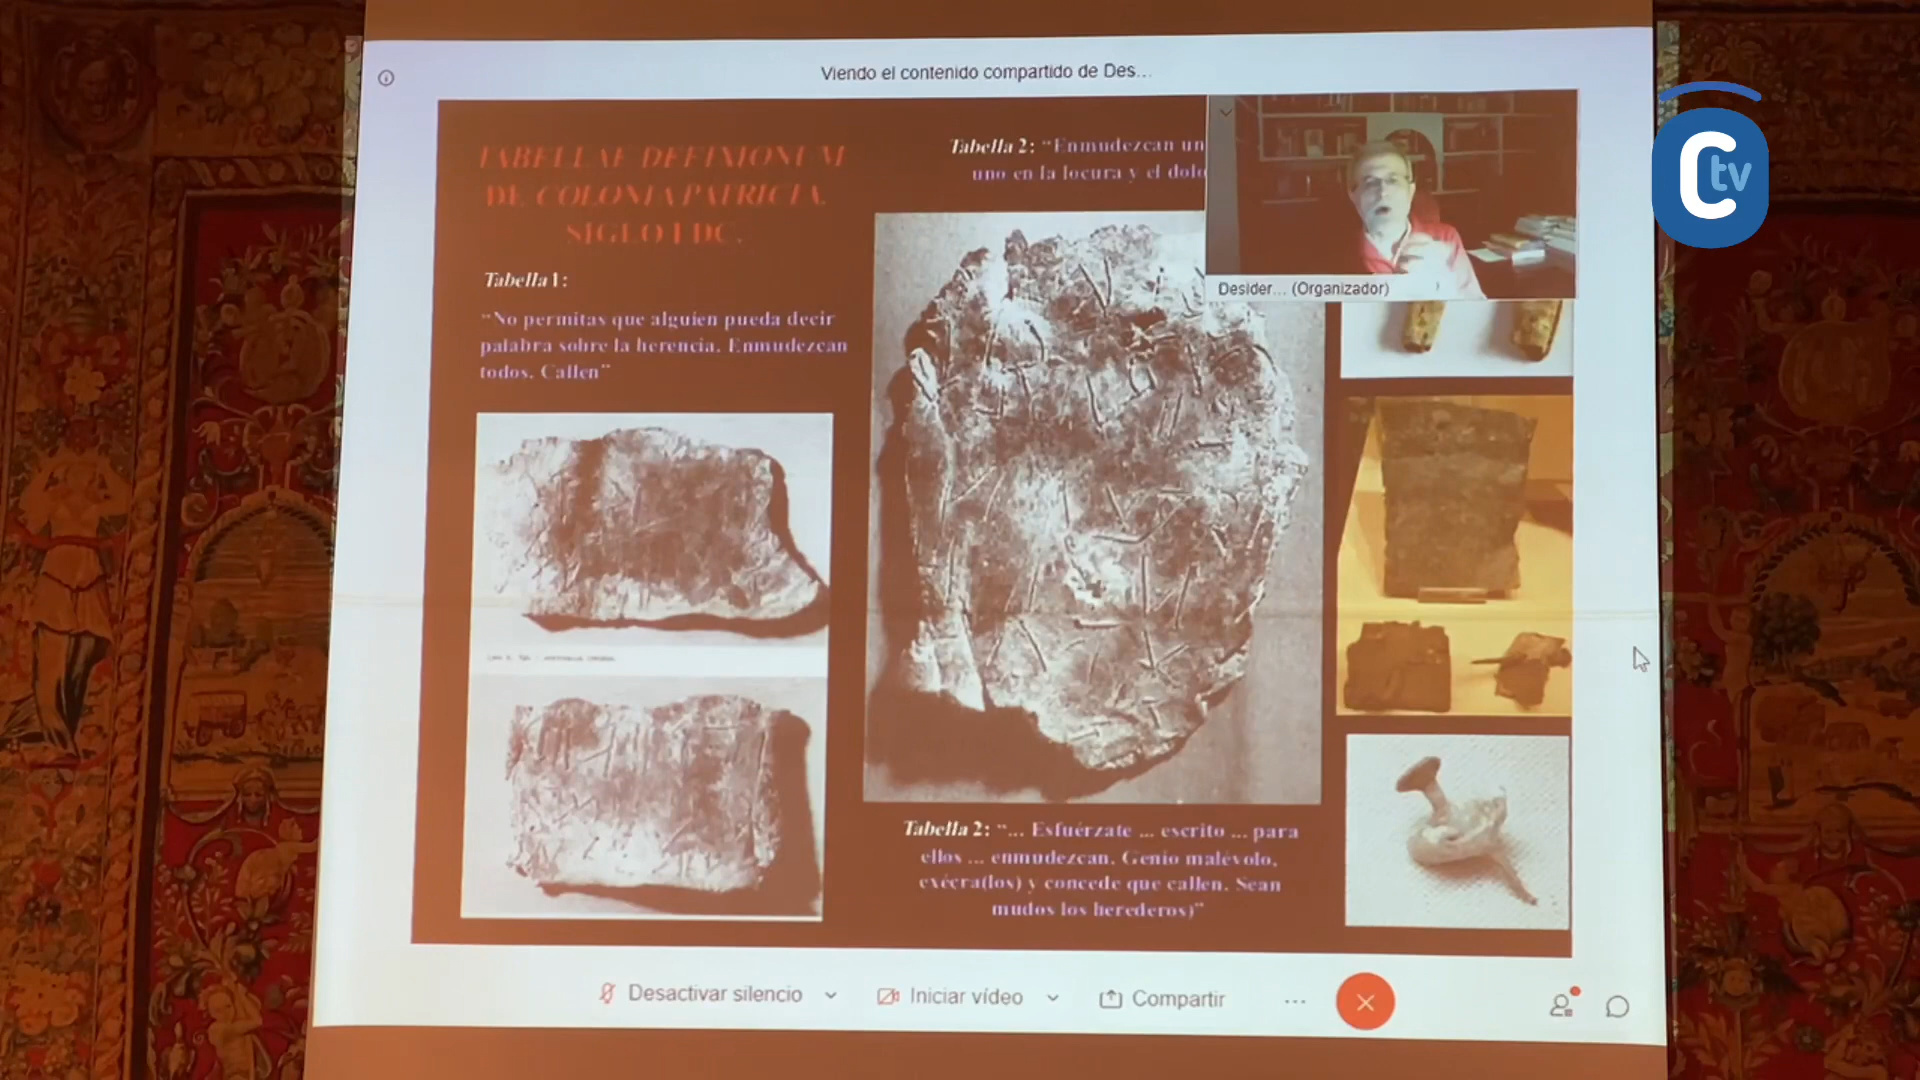 Viendo el contenido compartido de Des...
C tv
TABELLAE DEFIXIONUM
DE COLONIA PATRICIA.
SIGLO I DC.
Tabella 1:
"No permitas que alguien pueda decir
palabra sobre la herencia. Enmudezcan
todos. Callen"
Tabella 2: "Enmudezcan un
uno en la locura y el dolo
Desider... (Organizador)
Tabella 2: "... Esfuérzate ... escrito ... para
ellos ... enmudezcan. Genio malévolo,
exécra(los) y concede que callen. Sean
mudos los herederos)"
Desactivar silencio
Iniciar vídeo
Compartir